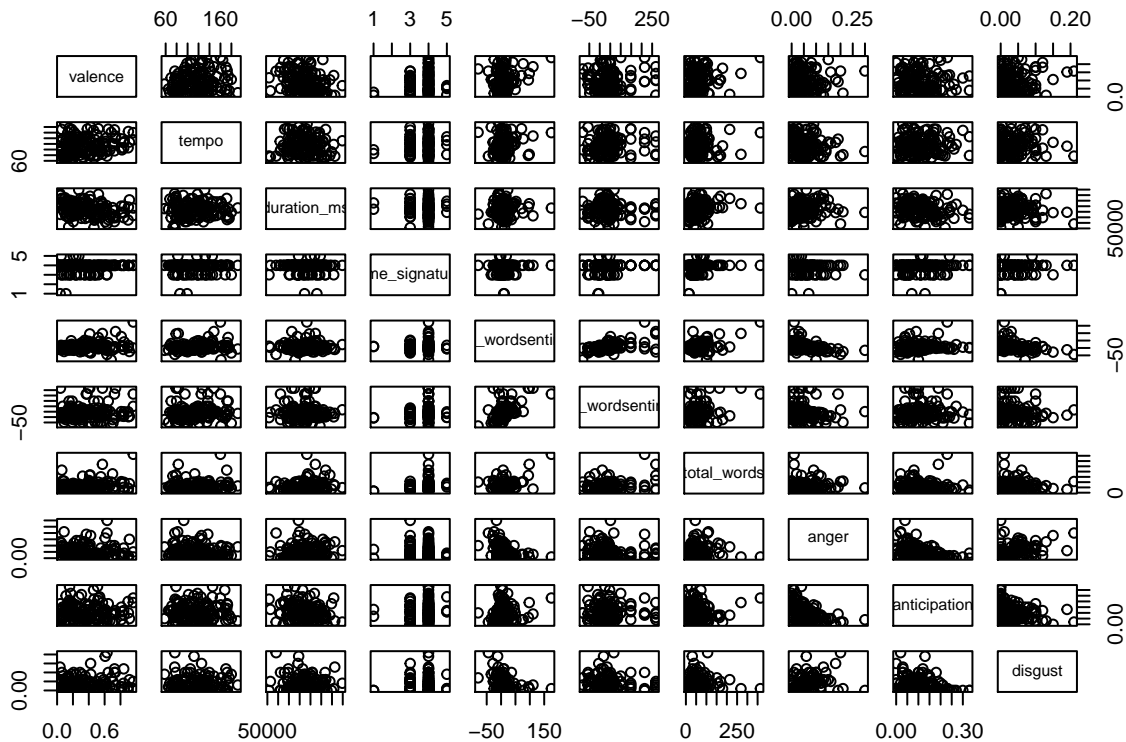 60 160 1 3 5 -50 250 0.00 0.25 0.00 0.20
valence 0.0
60 tempo
duration_ms 50000
1 5 me_signatu
_wordsenti -50
-50 _wordsentin
total_words 0
0.00 anger
anticipation 0.00
0.00 disgust
0.0 0.6 50000 -50 150 0 250 0.00 0.30